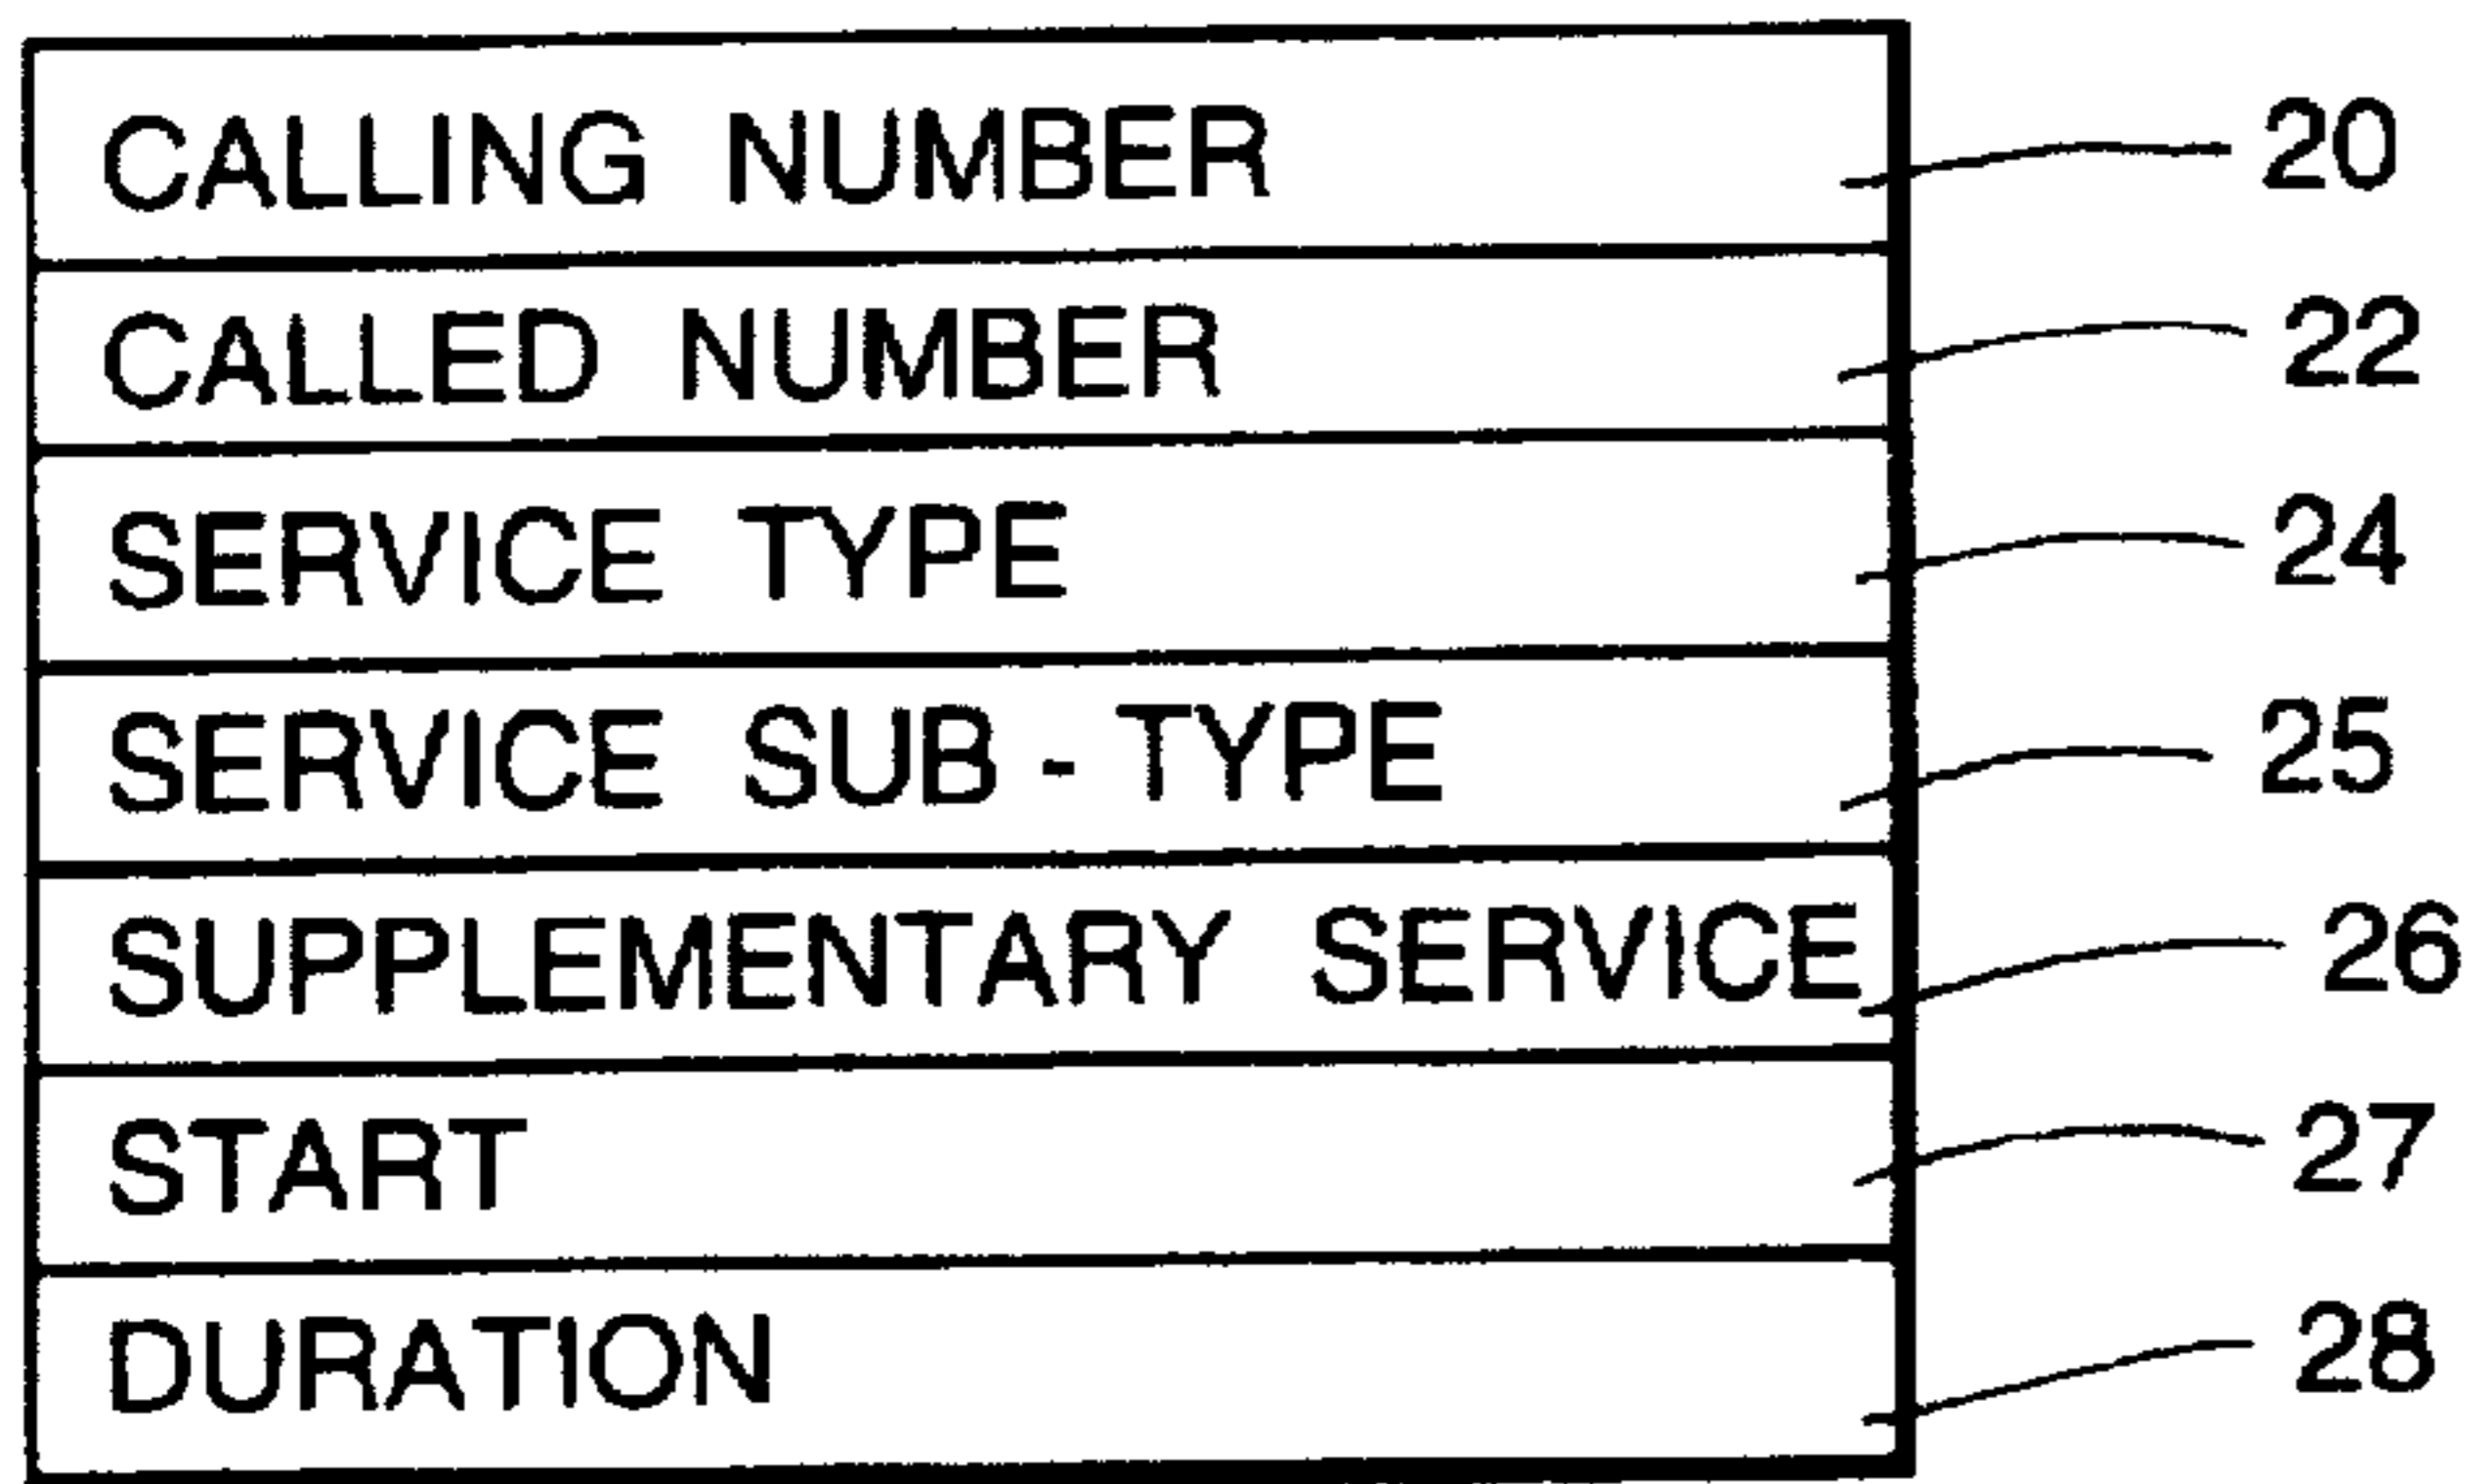 CALLING NUMBER 20
CALLED NUMBER 22
SERVICE TYPE 24
SERVICE SUB-TYPE 25
SUPPLEMENTARY SERVICE 26
START 27
DURATION 28